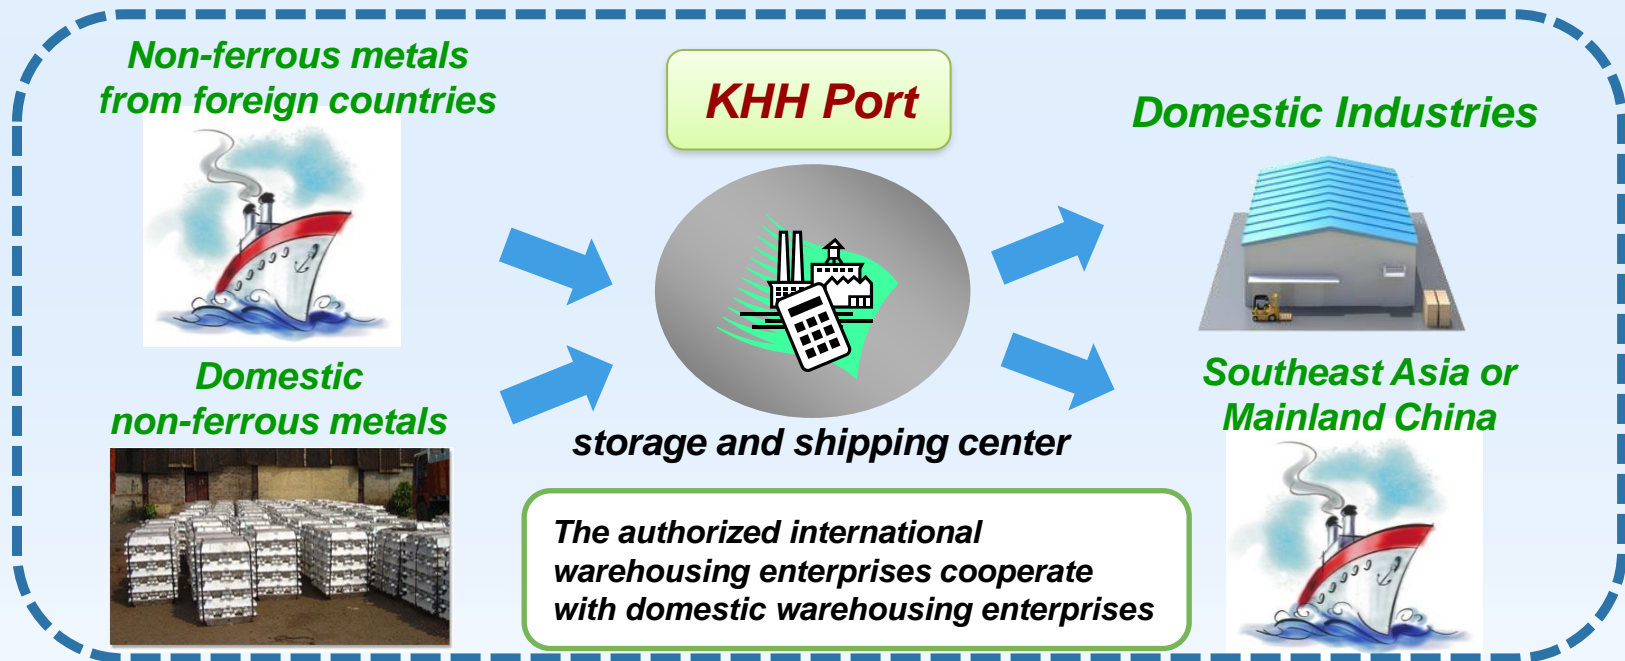 Non-ferrous metals
from foreign countries
Domestic
non-ferrous metals
KHH Port
storage and shipping center
The authorized international
warehousing enterprises cooperate
with domestic warehousing enterprises
Domestic Industries
Southeast Asia or
Mainland China